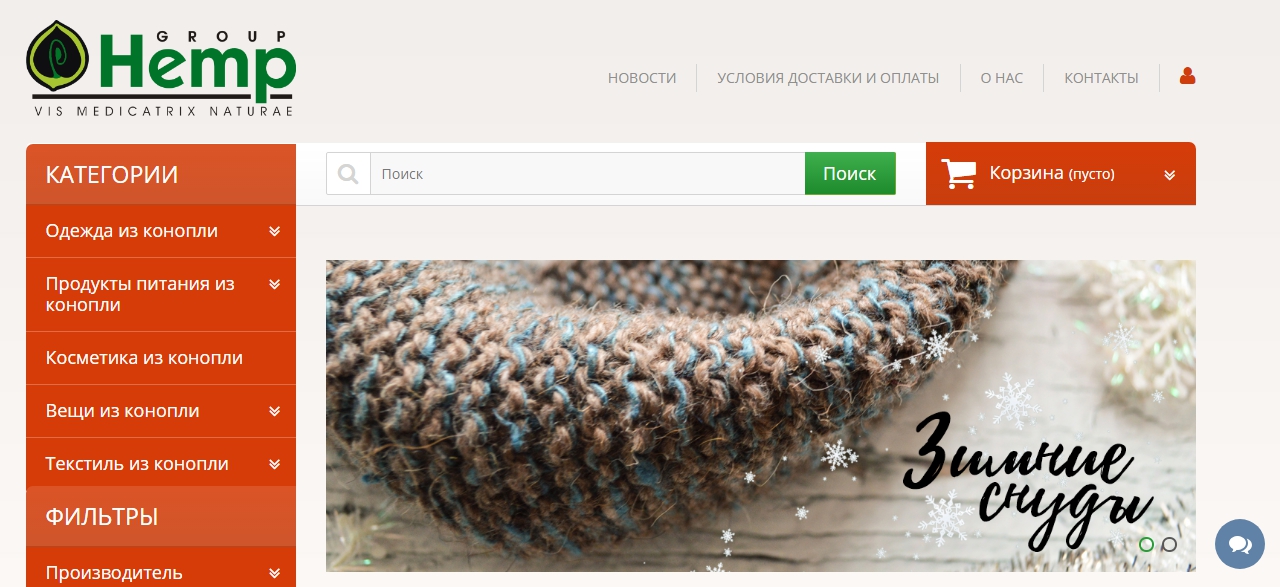 GROUP
Hemp
VIS MEDICATRIX NATURAE
НОВОСТИ
УСЛОВИЯ ДОСТАВКИ И ОПЛАТЫ
О НАС
КОНТАКТЫ
КАТЕГОРИИ
Поиск
Поиск
Корзина (пусто)
Одежда из конопли
Продукты питания из
конопли
Косметика из конопли
Вещи из конопли
Текстиль из конопли
ФИЛЬТРЫ
Производитель
Зимние
снуды